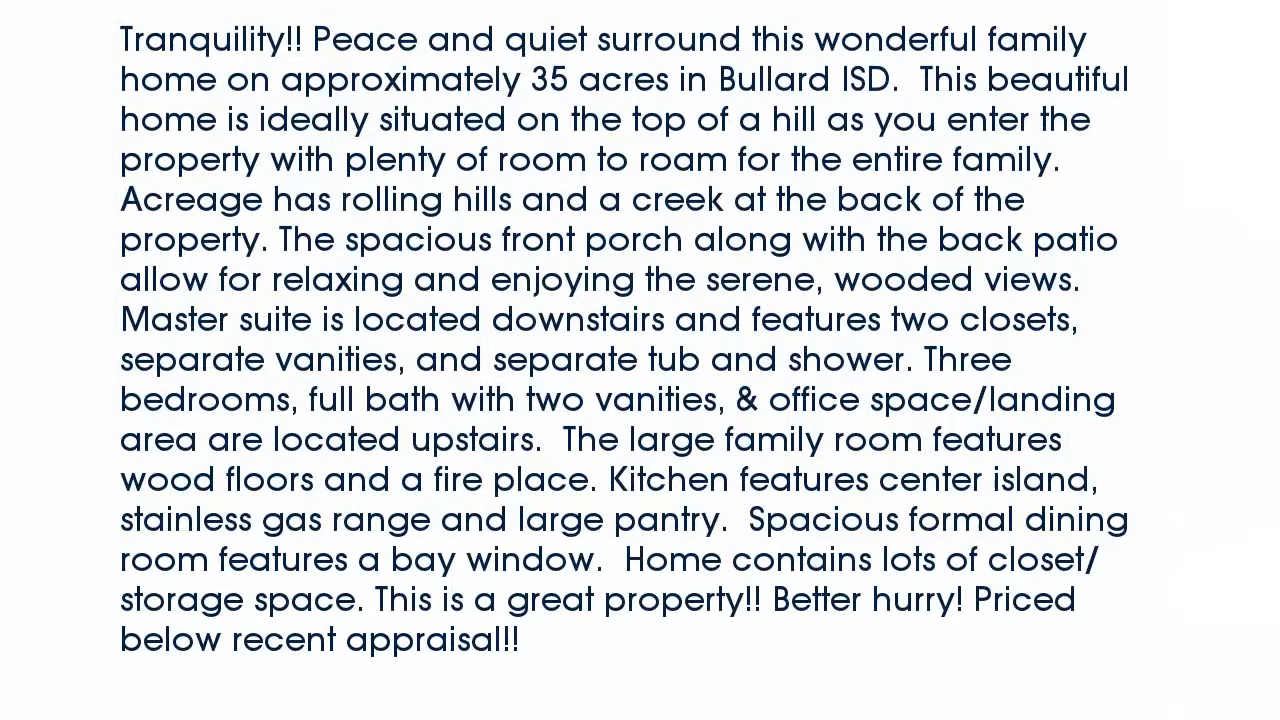 Tranquility!! Peace and quiet surround this wonderful family
home on approximately 35 acres in Bullard ISD.  This beautiful
home is ideally situated on the top of a hill as you enter the
property with plenty of room to roam for the entire family.
Acreage has rolling hills and a creek at the back of the
property. The spacious front porch along with the back patio
allow for relaxing and enjoying the serene, wooded views.
Master suite is located downstairs and features two closets,
separate vanities, and separate tub and shower. Three
bedrooms, full bath with two vanities, & office space/landing
area are located upstairs.  The large family room features
wood floors and a fire place. Kitchen features center island,
stainless gas range and large pantry.  Spacious formal dining
room features a bay window.  Home contains lots of closet/
storage space. This is a great property!! Better hurry! Priced
below recent appraisal!!